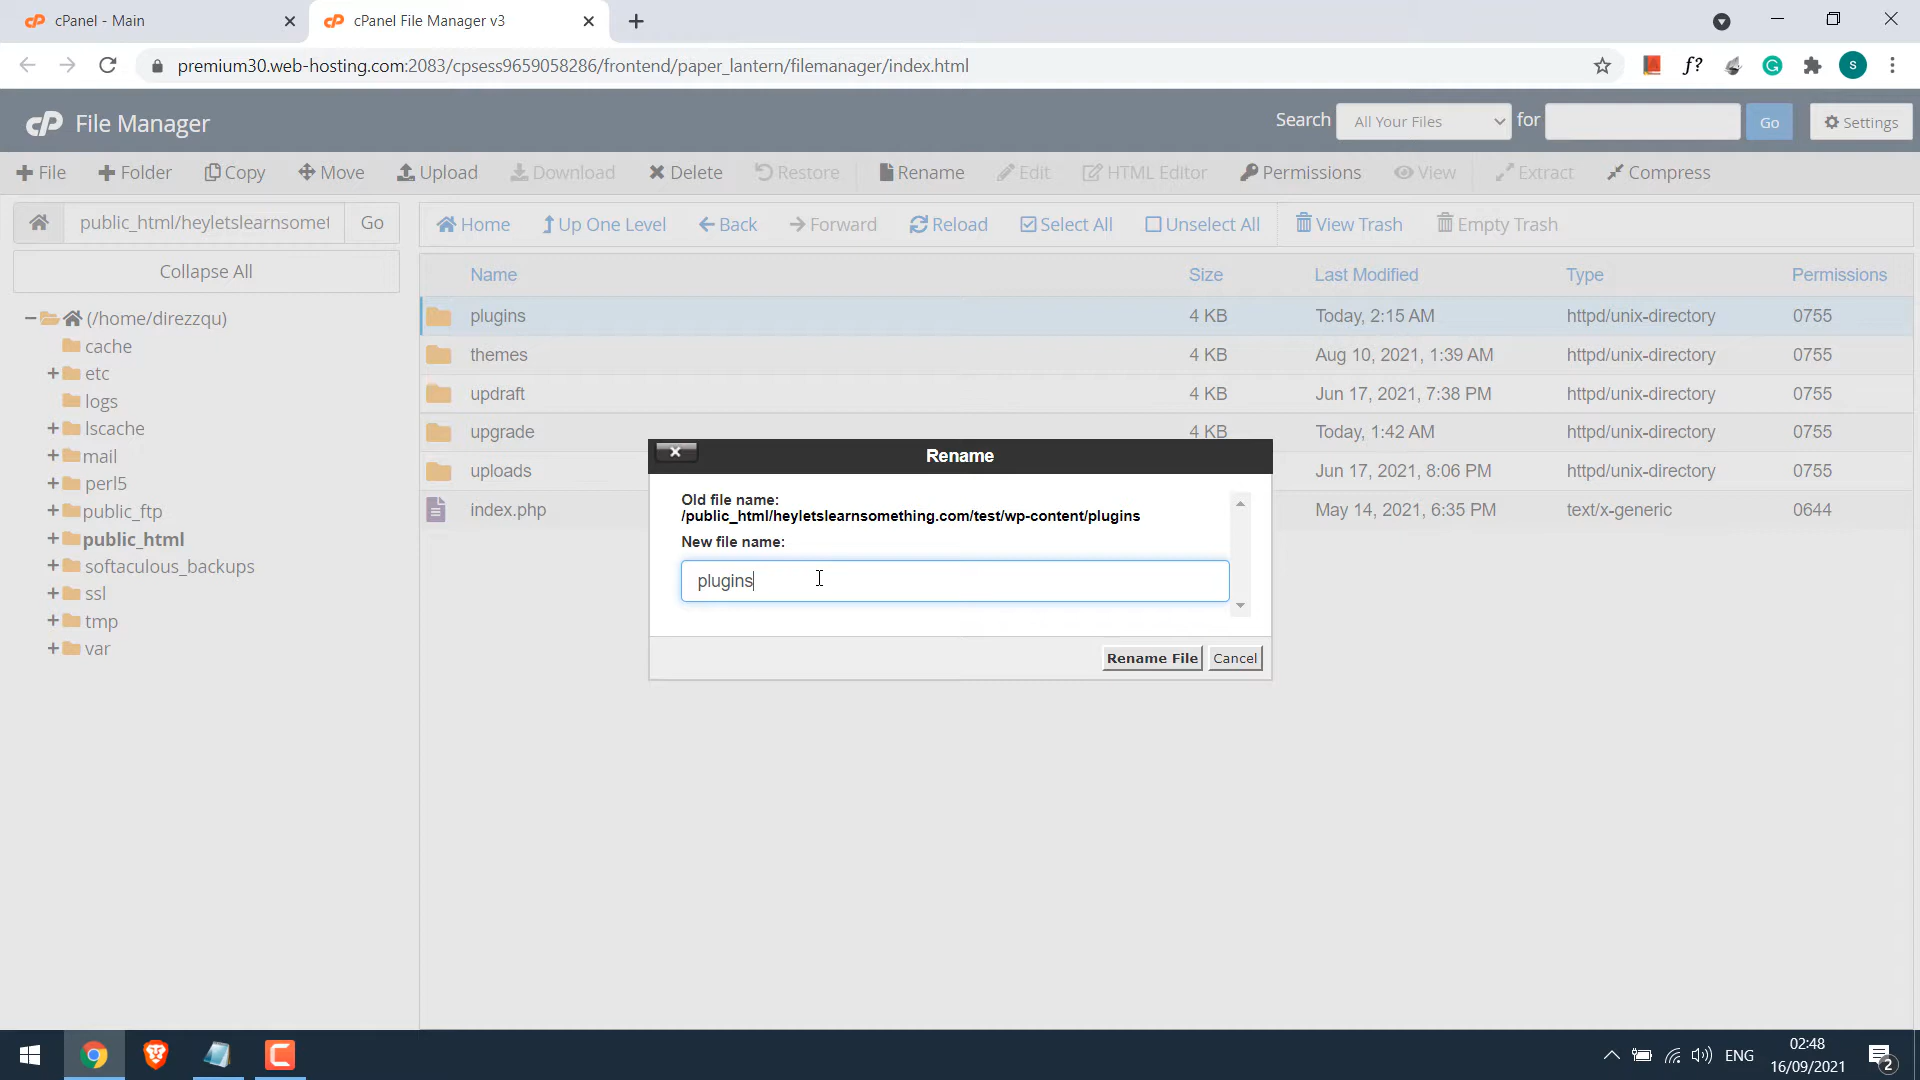 cPanel - Main
cPanel File Manager v3
premium30.web-hosting.com:2083/cpsess9659058286/frontend/paper_lantern/filemanager/index.html
f?
S
cP File Manager
Search All Your Files for Go Settings
File Folder Copy Move Upload Download Delete Restore Rename Edit HTML Editor Permissions View Extract Compress
public_html/heyletslearnsomet Go
Home Up One Level Back Forward Reload Select All Unselect All View Trash Empty Trash
Collapse All
(/home/direzzqu)
cache
etc
logs
lscache
mail
perl5
public_ftp
public_html
softaculous_backups
ssl
tmp
var
Name Size Last Modified Type Permissions
plugins 4 KB Today, 2:15 AM httpd/unix-directory 0755
themes 4 KB Aug 10, 2021, 1:39 AM httpd/unix-directory 0755
updraft 4 KB Jun 17, 2021, 7:38 PM httpd/unix-directory 0755
upgrade 4 KB Today, 1:42 AM httpd/unix-directory 0755
uploads Jun 17, 2021, 8:06 PM httpd/unix-directory 0755
index.php May 14, 2021, 6:35 PM text/x-generic 0644
Rename
Old file name:
/public_html/heyletslearnsomething.com/test/wp-content/plugins
New file name:
plugins
Rename File Cancel
ENG
02:48
16/09/2021
2